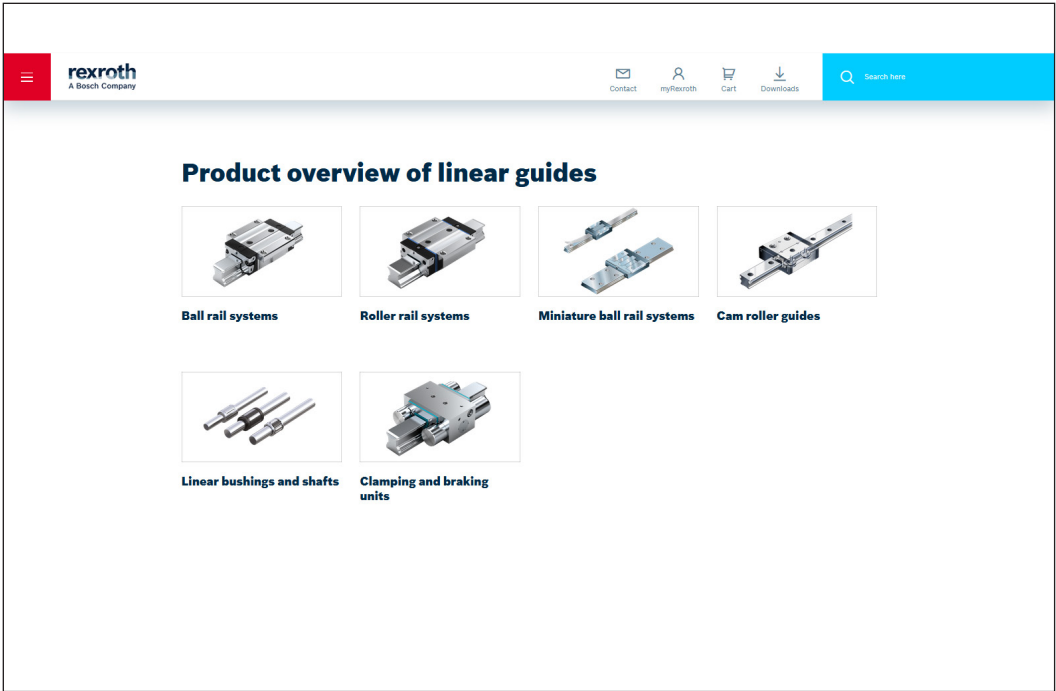 rexroth
A Bosch Company
Contact
myRexroth
Cart
Downloads
Search here
Product overview of linear guides
Ball rail systems
Roller rail systems
Miniature ball rail systems
Cam roller guides
Linear bushings and shafts
Clamping and braking
units